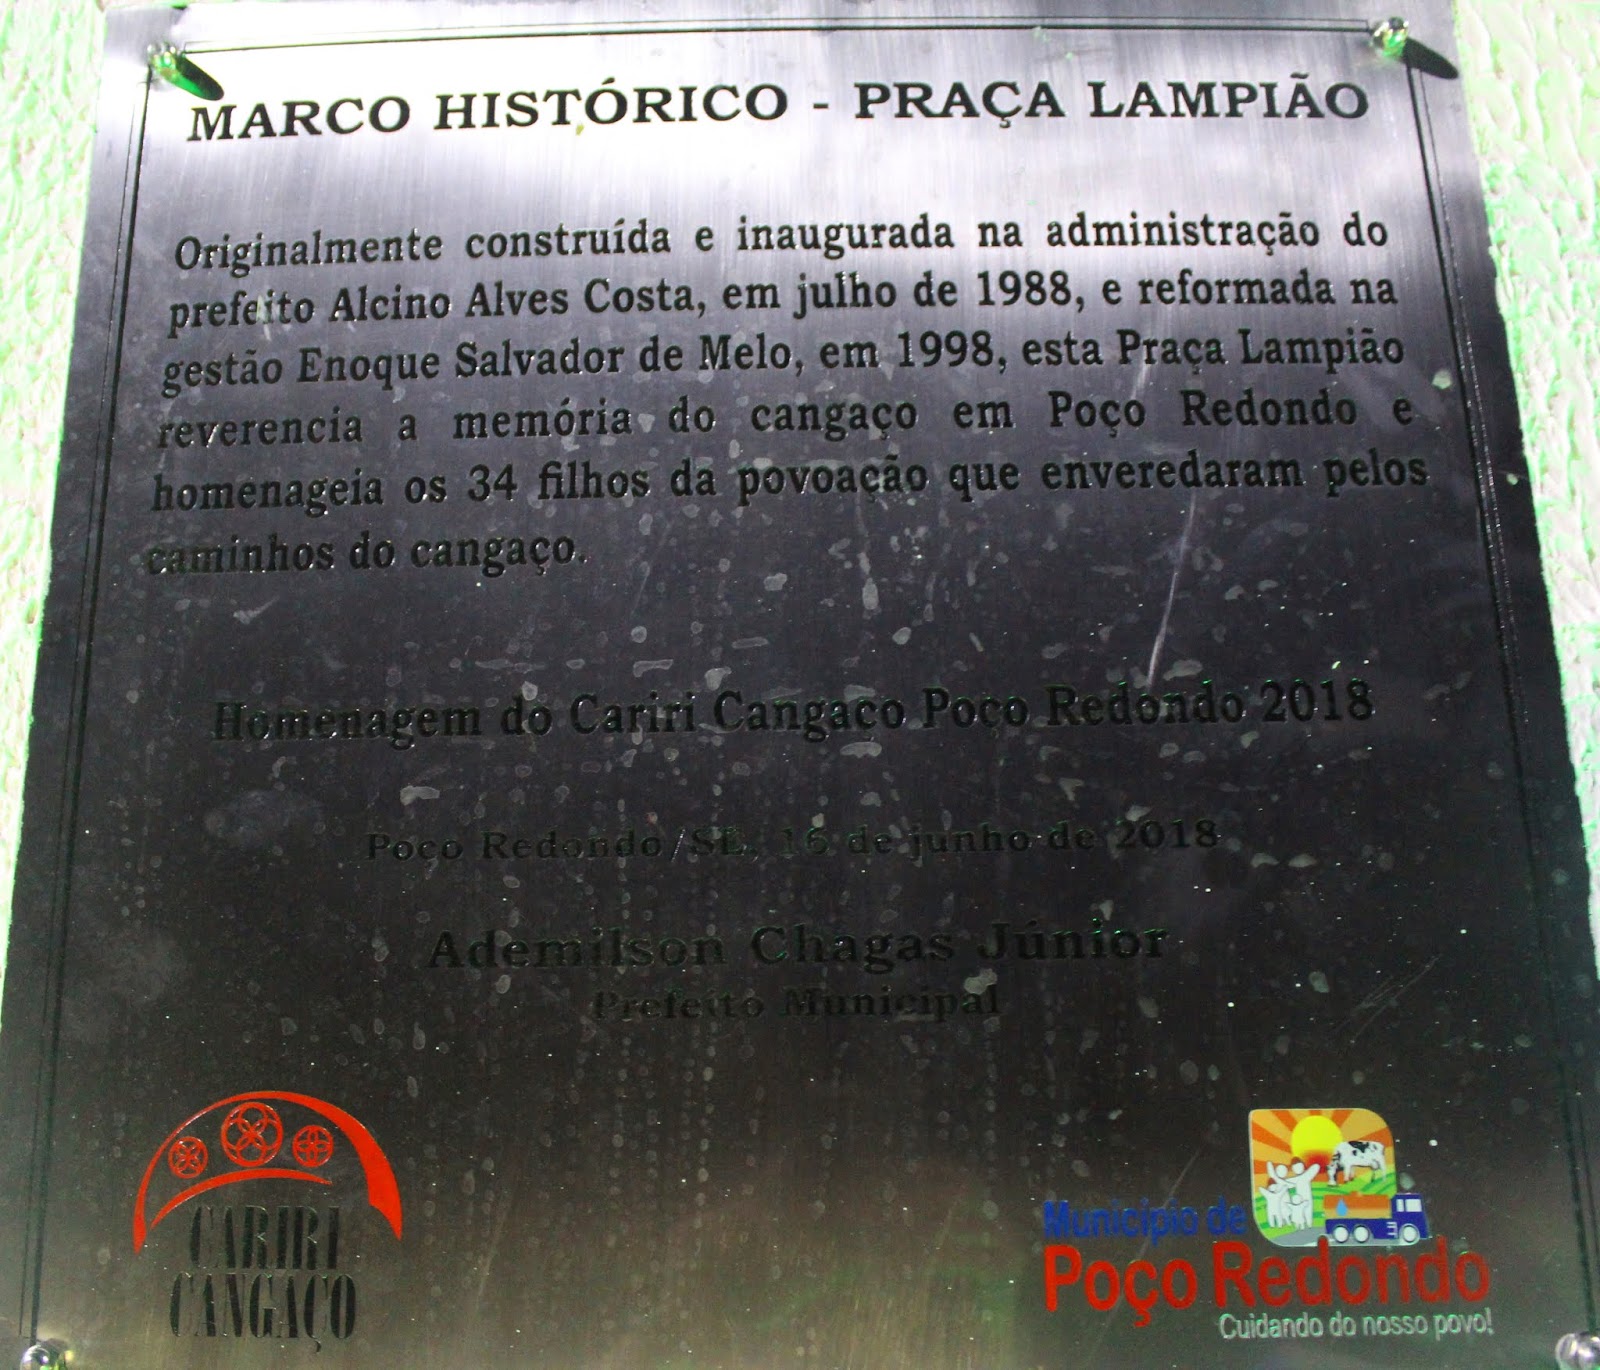 MARCO HISTÓRICO - PRAÇA LAMPIÃO
Originalmente construída e inaugurada na administração do
prefeito Alcino Alves Costa, em julho de 1988, e reformada na
gestão Enoque Salvador de Melo, em 1998, esta Praça Lampião
reverencia a memória do cangaço em Poço Redondo e
homenageia os 34 filhos da povoação que enveredaram pelos
caminhos do cangaço.
Homenagem do Cariri Cangaço Poço Redondo 2018
Poço Redondo/SE, 16 de junho de 2018
Ademilson Chagas Júnior
Prefeito Municipal
CARIRI
CANGAÇO
Município de
Poço Redondo
Cuidando do nosso povo!